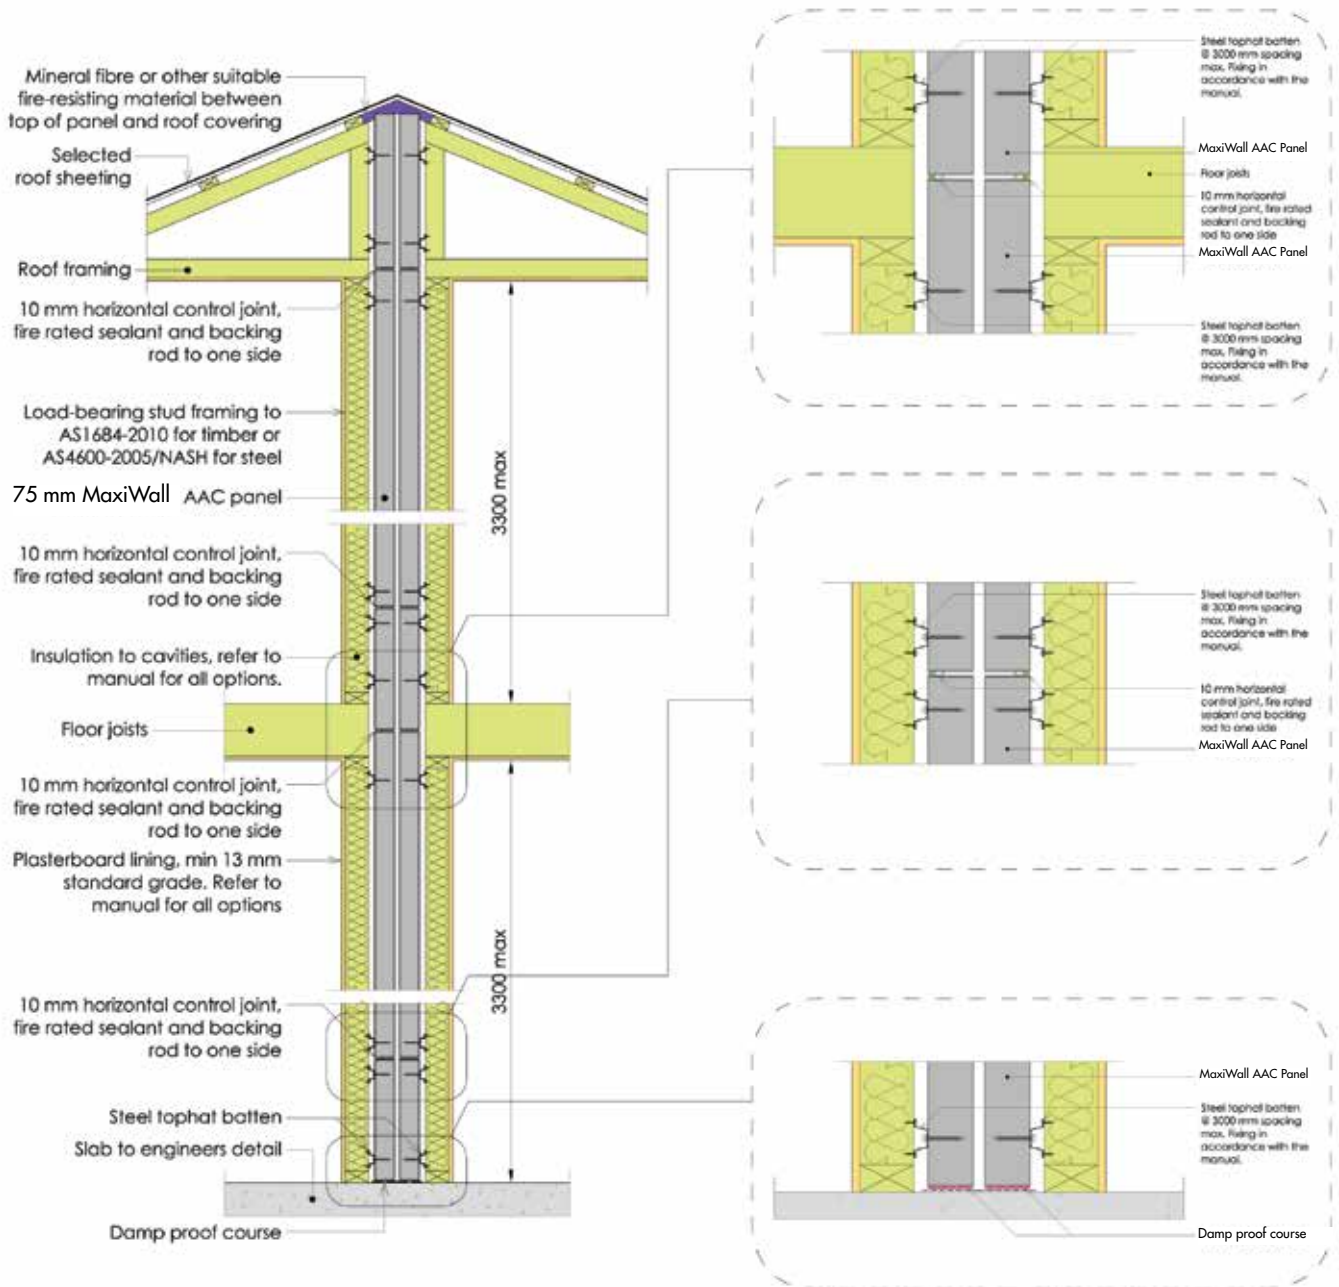 Mineral fibre or other suitable
fire-resisting material between
top of panel and roof covering
Selected
roof sheeting
Roof framing
10 mm horizontal control joint,
fire rated sealant and backing
rod to one side
Load-bearing stud framing to
AS1684-2010 for timber or
AS4600-2005/NASH for steel
75 mm MaxiWall AAC panel
10 mm horizontal control joint,
fire rated sealant and backing
rod to one side
Insulation to cavities, refer to
manual for all options.
Floor joists
10 mm horizontal control joint,
fire rated sealant and backing
rod to one side
Plasterboard lining, min 13 mm
standard grade. Refer to
manual for all options
10 mm horizontal control joint,
fire rated sealant and backing
rod to one side
Steel tophat batten
Slab to engineers detail
Damp proof course
3300 max
3300 max
Steel tophat batten
@ 3000 mm spacing
max. Fixing in
accordance with the
manual.
MaxiWall AAC Panel
Floor joists
10 mm horizontal
control joint, fire rated
sealant and backing
rod to one side
MaxiWall AAC Panel
Steel tophat batten
@ 3000 mm spacing
max. Fixing in
accordance with the
manual.
Steel tophat batten
@ 3000 mm spacing
max. Fixing in
accordance with the
manual.
10 mm horizontal
control joint, fire rated
sealant and backing
rod to one side
MaxiWall AAC Panel
MaxiWall AAC Panel
Steel tophat batten
@ 3000 mm spacing
max. Fixing in
accordance with the
manual.
Damp proof course